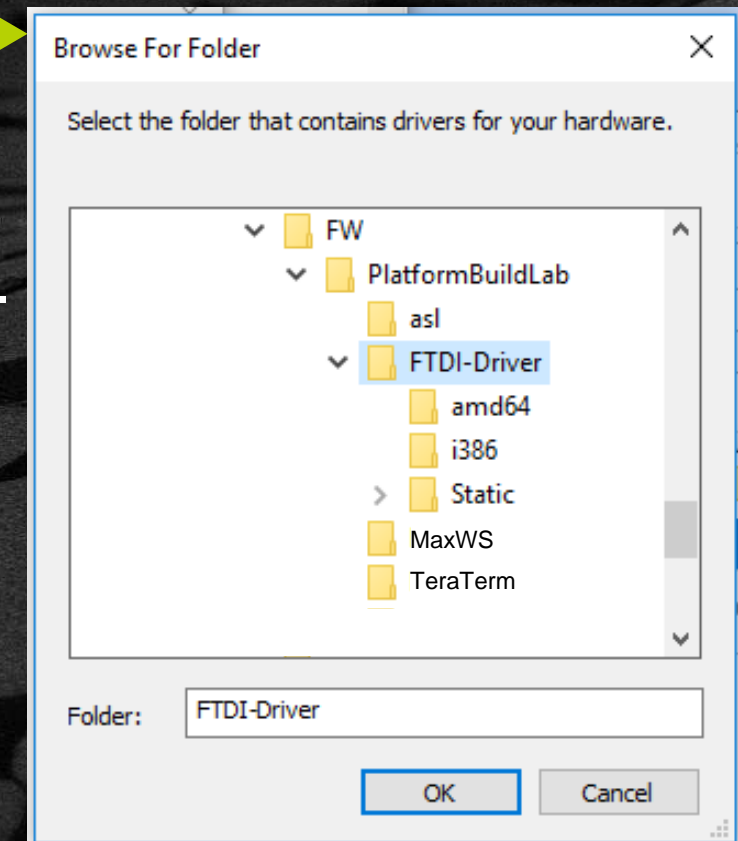 Browse For Folder
Select the folder that contains drivers for your hardware.
FW
PlatformBuildLab
asl
FTDI-Driver
amd64
i386
Static
MaxWS
TeraTerm
Folder: FTDI-Driver
OK Cancel